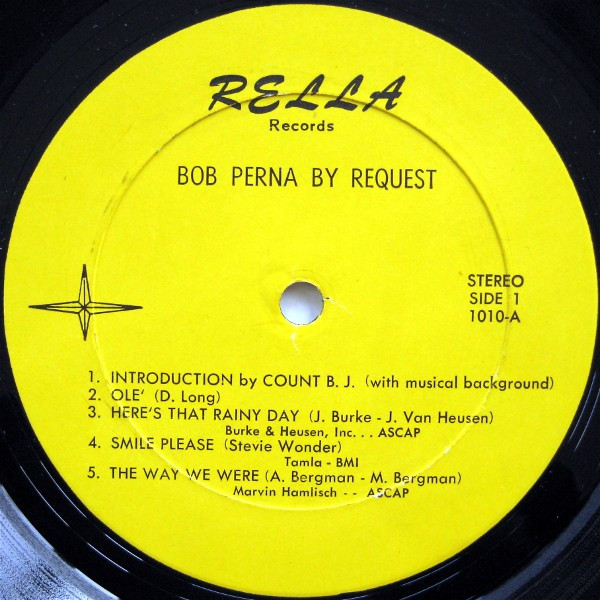 RELLA
Records
BOB PERNA BY REQUEST
STEREO
SIDE 1
1010-A
1. INTRODUCTION by COUNT B. J. (with musical background)
2. OLE' (D. Long)
3. HERE'S THAT RAINY DAY (J. Burke - J. Van Heusen)
Burke & Heusen, Inc. . . ASCAP
4. SMILE PLEASE (Stevie Wonder)
Tamla - BMI
5. THE WAY WE WERE (A. Bergman - M. Bergman)
Marvin Hamlisch - - ASCAP